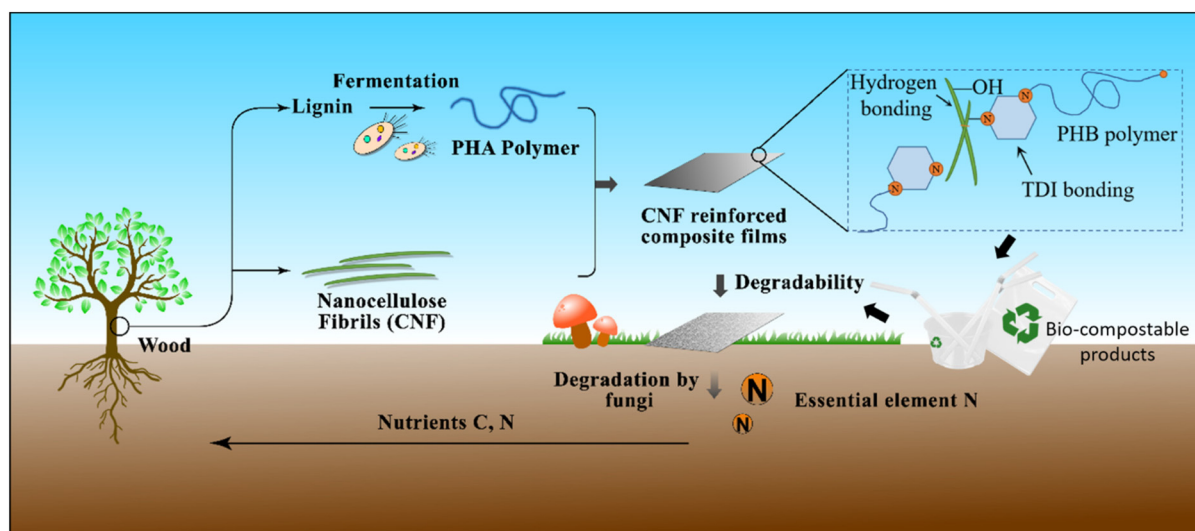 Fermentation
Lignin
PHA Polymer
Nanocellulose
Fibrils (CNF)
Wood
CNF reinforced
composite films
Hydrogen
bonding
OH
N
N
N
N
PHB polymer
TDI bonding
Degradability
Bio-compostable
products
Degradation by
fungi
N
N
Essential element N
Nutrients C, N